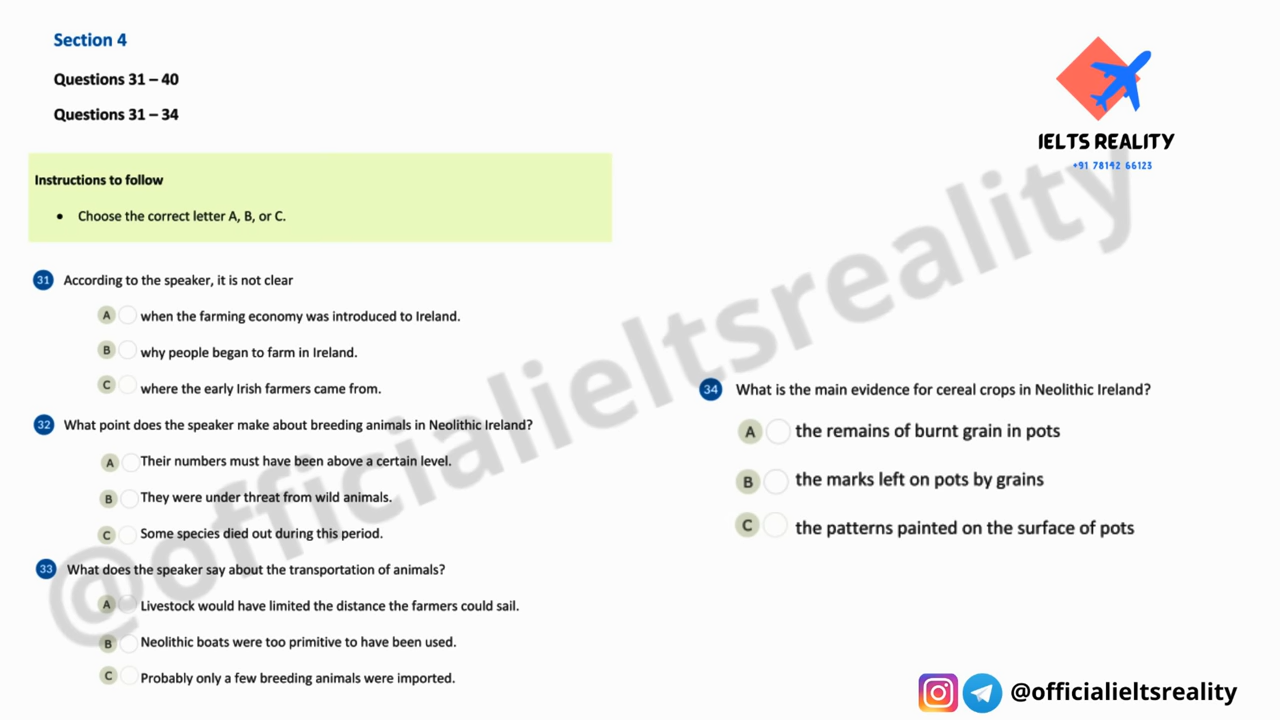 Section 4
Questions 31 – 40
Questions 31 – 34
Instructions to follow
• Choose the correct letter A, B, or C.
31 According to the speaker, it is not clear
A when the farming economy was introduced to Ireland.
B why people began to farm in Ireland.
C where the early Irish farmers came from.
32 What point does the speaker make about breeding animals in Neolithic Ireland?
A Their numbers must have been above a certain level.
B They were under threat from wild animals.
C Some species died out during this period.
33 What does the speaker say about the transportation of animals?
A Livestock would have limited the distance the farmers could sail.
B Neolithic boats were too primitive to have been used.
C Probably only a few breeding animals were imported.
IELTS REALITY
+91 78142 66123
34 What is the main evidence for cereal crops in Neolithic Ireland?
A the remains of burnt grain in pots
B the marks left on pots by grains
C the patterns painted on the surface of pots
@officialieltsreality
@officialieltsreality